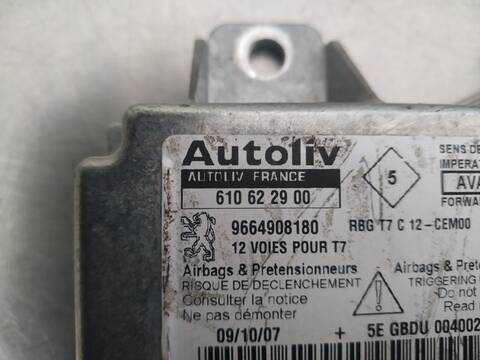 Autoliv
AUTOLIV FRANCE
610 62 29 00
5
SENS DE
IMPERAT
AVA
FORWAR
9664908180
RBG T7 C 12-CEM00
12 VOIES POUR T7
Airbags & Pretensionneurs
RISQUE DE DECLENCHEMENT
Consulter la notice
Ne pas démonter
Airbags & Prete
TRIGGERING
Do not
Read
09/10/07 + 5E GBDU 004002